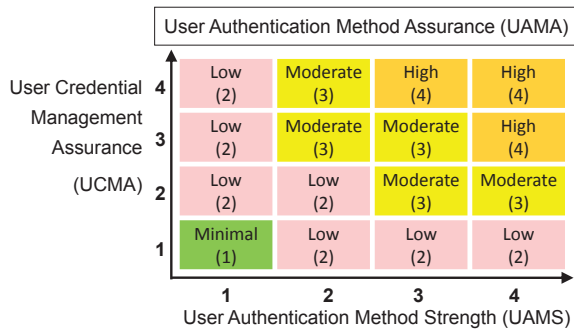 User Authentication Method Assurance (UAMA)
User Credential
Management
Assurance
(UCMA)
4
Low
(2)
Moderate
(3)
High
(4)
High
(4)
3
Low
(2)
Moderate
(3)
Moderate
(3)
High
(4)
2
Low
(2)
Low
(2)
Moderate
(3)
Moderate
(3)
1
Minimal
(1)
Low
(2)
Low
(2)
Low
(2)
1 2 3 4
User Authentication Method Strength (UAMS)